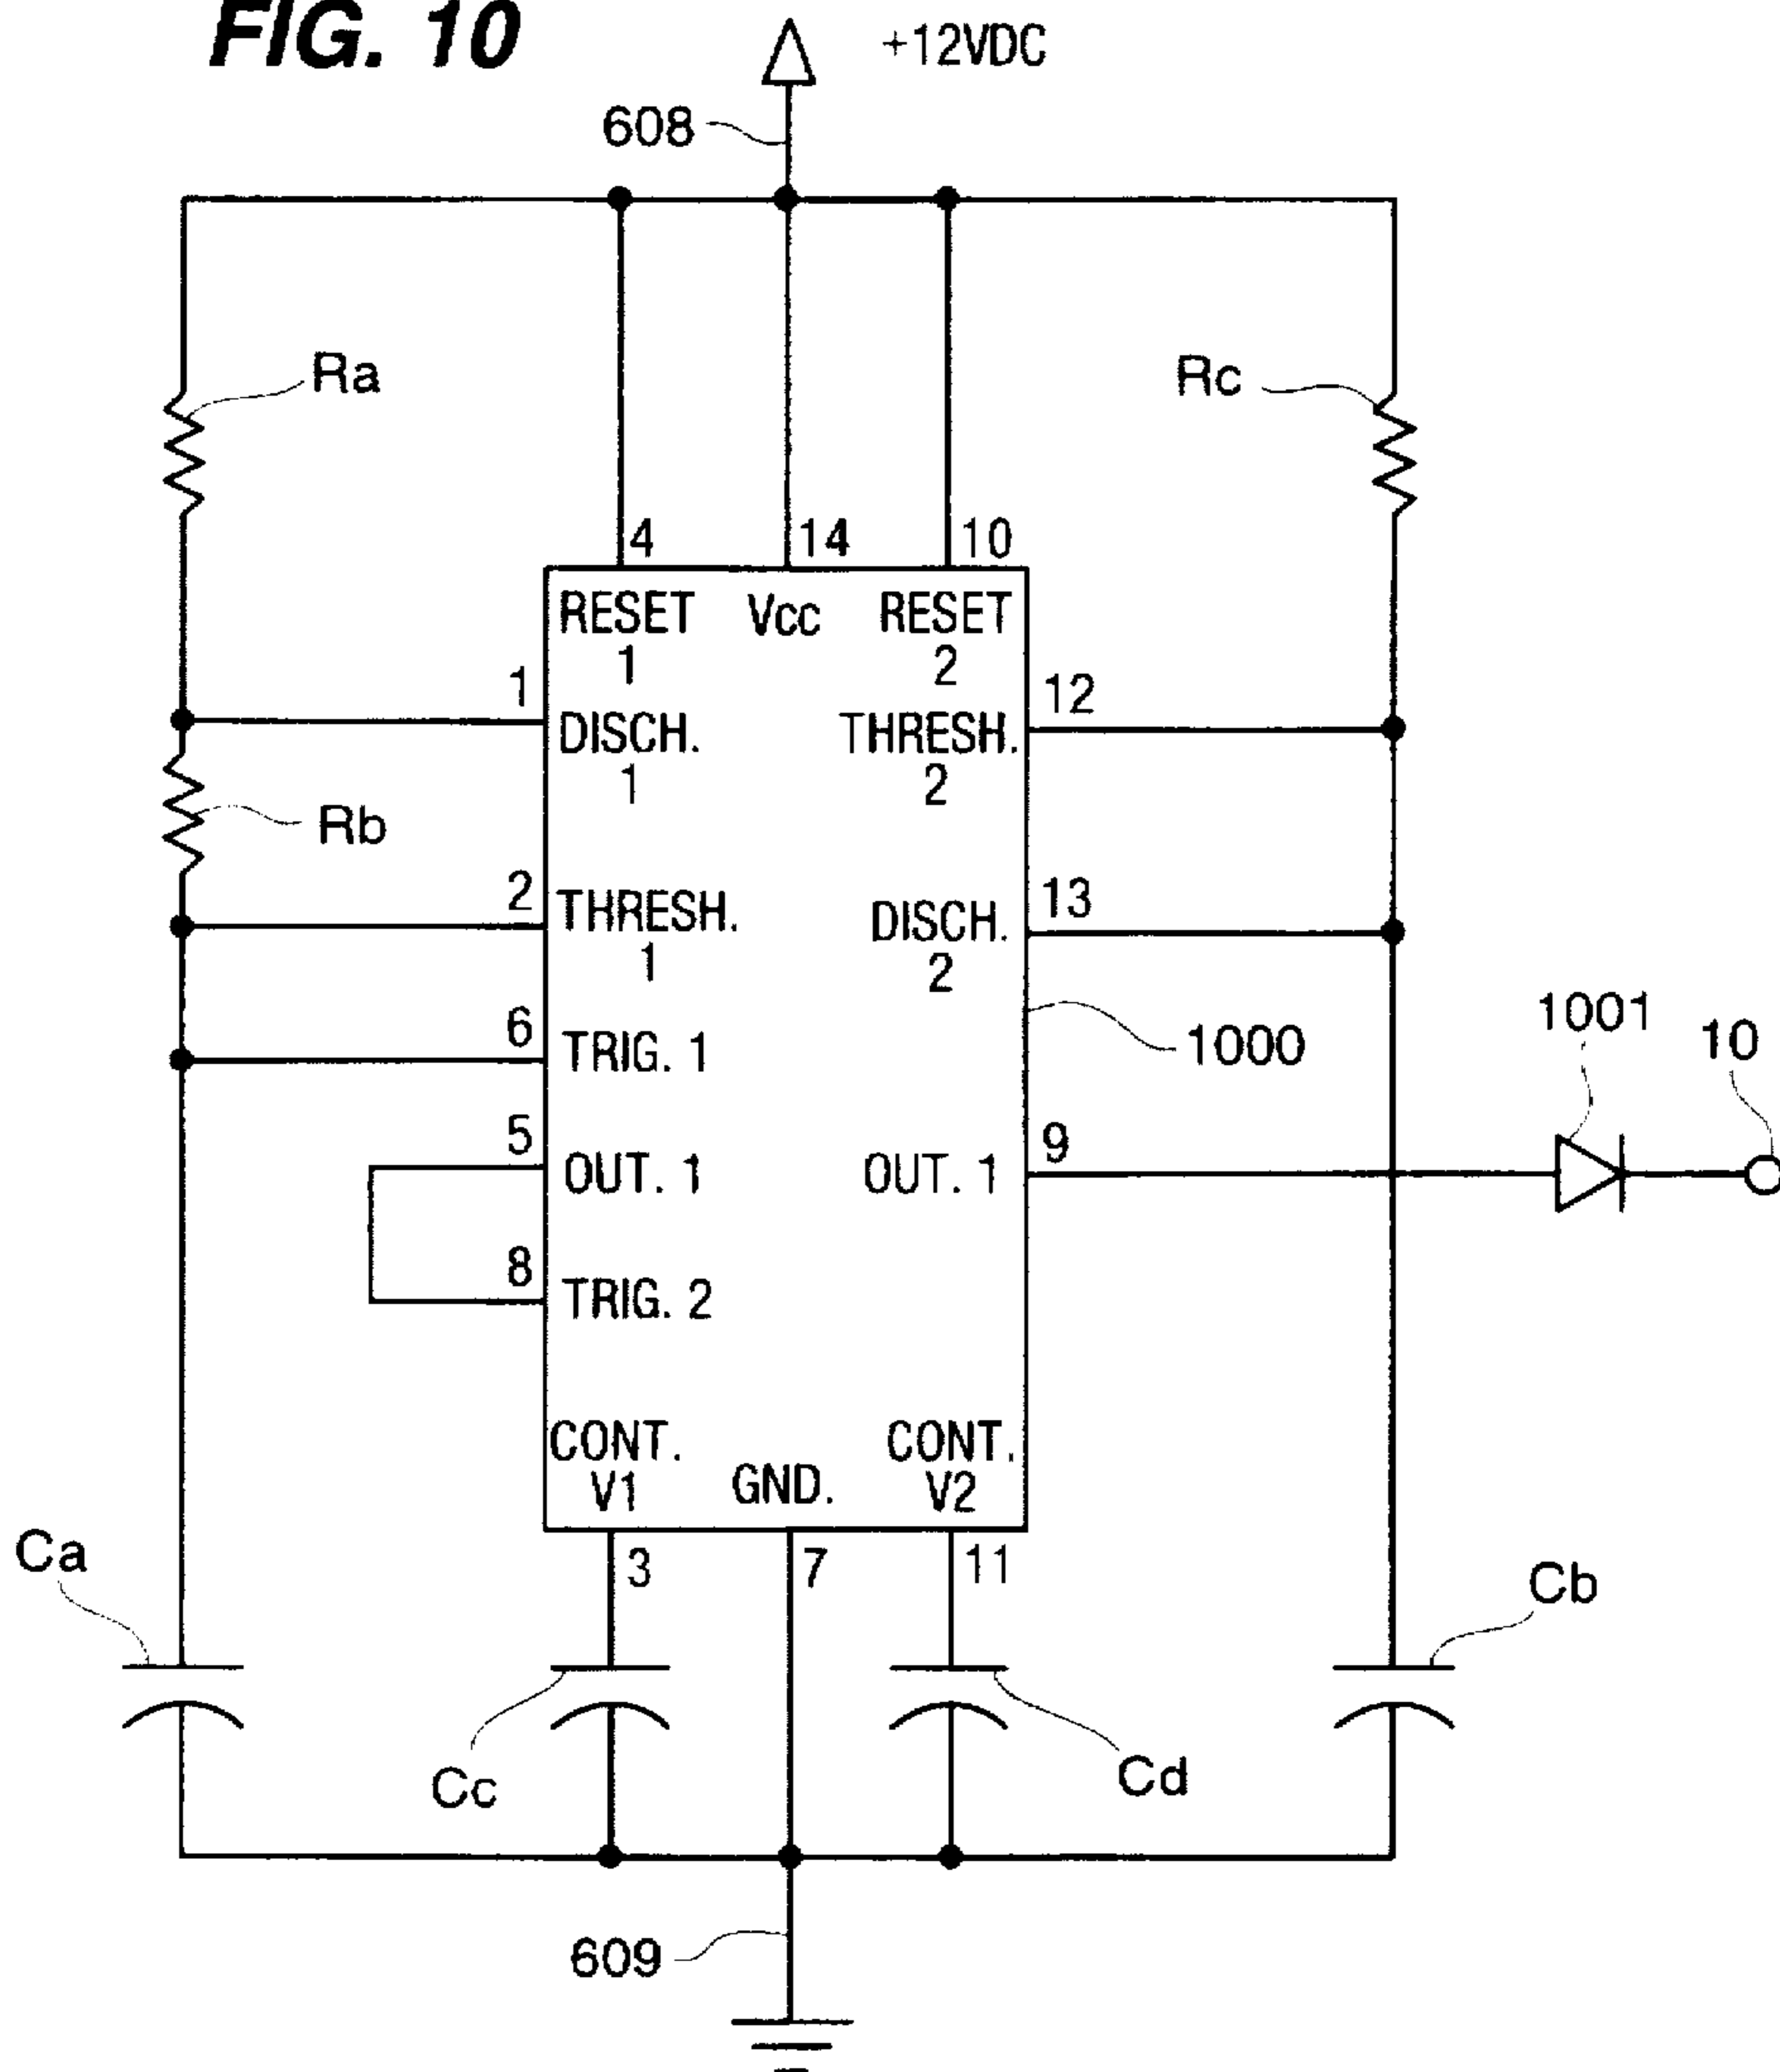 FIG. 10
+12VDC
608
Ra
Rc
4
14
10
RESET
1
Vcc
RESET
2
1
DISCH.
1
12
THRESH.
2
Rb
2
THRESH.
1
13
DISCH.
2
6
TRIG. 1
1000
1001
10
5
OUT. 1
9
OUT. 1
8
TRIG. 2
CONT.
V1
GND.
CONT.
V2
3
7
11
Ca
Cb
Cc
Cd
609